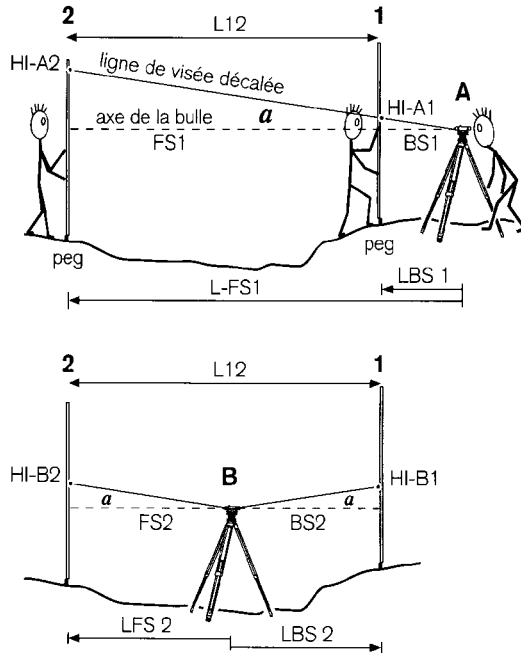 2 L12 1
HI-A2
ligne de visée décalée
A
HI-A1
axe de la bulle a
FS1 BS1
peg peg
LBS 1
L-FS1
2 L12 1
HI-B2 B HI-B1
a a
FS2 BS2
LFS 2 LBS 2